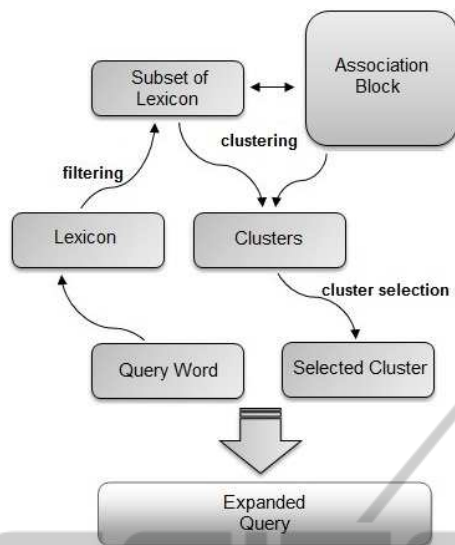 Subset of
Lexicon
Association
Block
clustering
filtering
Lexicon
Clusters
cluster selection
Query Word
Selected Cluster
Expanded
Query